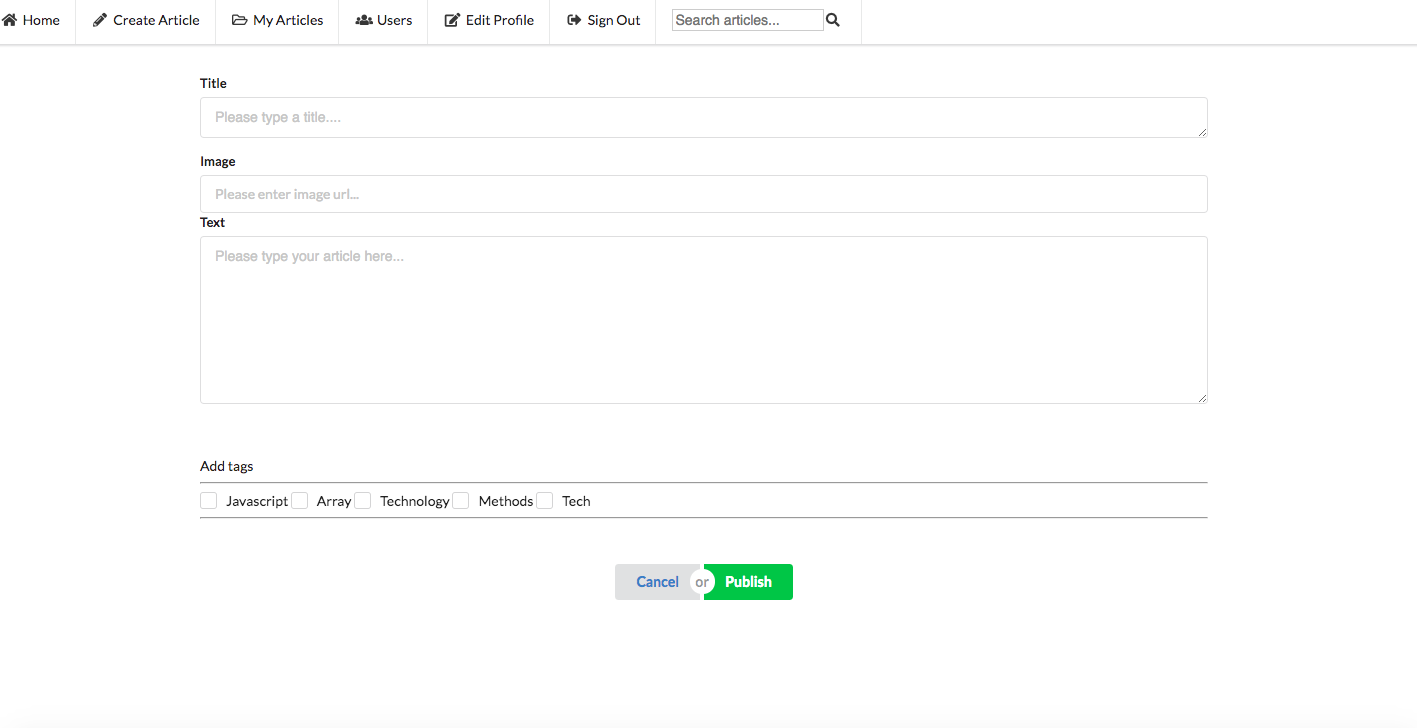 Home Create Article My Articles Users Edit Profile Sign Out Search articles...
Title
Please type a title....
Image
Please enter image url...
Text
Please type your article here...
Add tags
Javascript Array Technology Methods Tech
Cancel or Publish